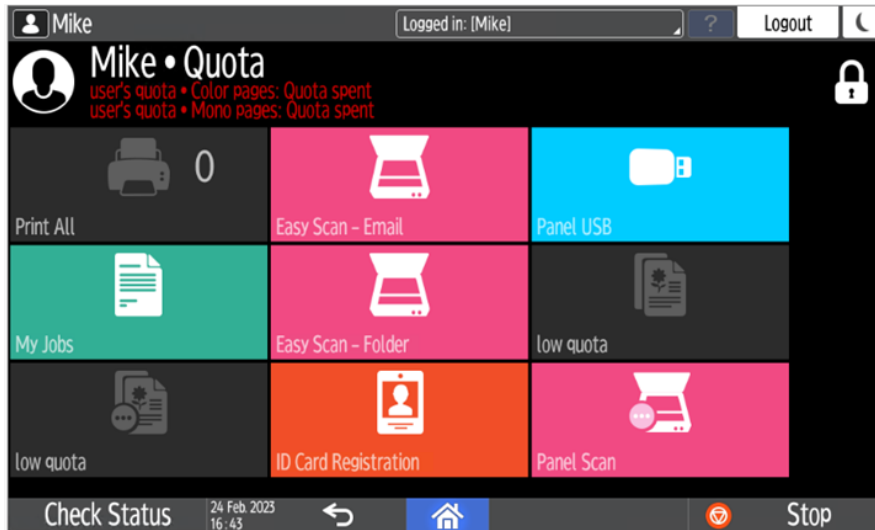 Mike
Logged in: [Mike]
?
Logout
Mike • Quota
user's quota • Color pages: Quota spent
user's quota • Mono pages: Quota spent
0
Print All
Easy Scan – Email
Panel USB
My Jobs
Easy Scan – Folder
low quota
low quota
ID Card Registration
Panel Scan
Check Status
24 Feb. 2023
16:43
Stop